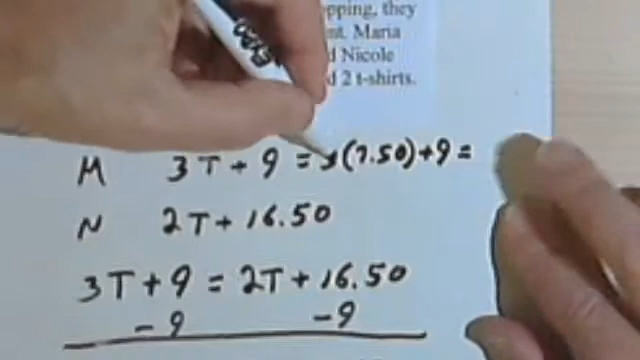 pping, they
nt. Maria
d Nicole
d 2 t-shirts.
EXPO
M 3T + 9 = 3(7.50) + 9 =
N 2T + 16.50
3T + 9 = 2T + 16.50
- 9 - 9